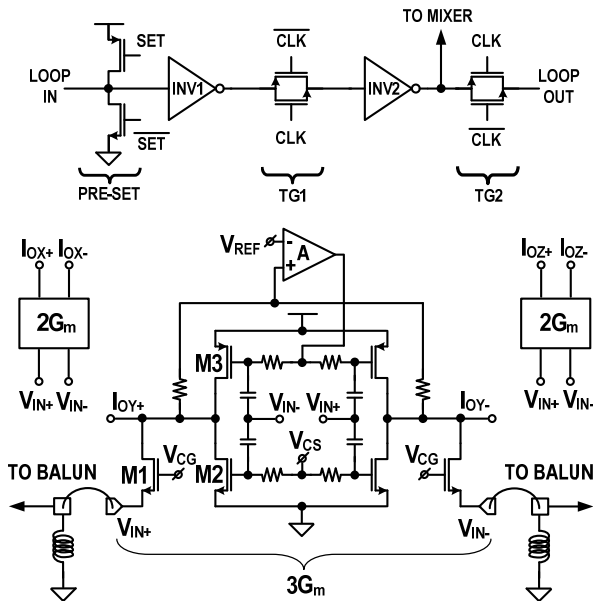 TO MIXER
SET
CLK
CLK
LOOP IN
INV1
INV2
LOOP OUT
SET
CLK
CLK
PRE-SET
TG1
TG2
IOX+ IOX-
VREF
-
+
A
IOZ+ IOZ-
2Gm
2Gm
M3
VIN+ VIN-
IOY+
VIN-
VIN+
IOY-
VIN+ VIN-
VCG
VCS
VCG
TO BALUN
M1
M2
TO BALUN
VIN+
VIN-
3Gm